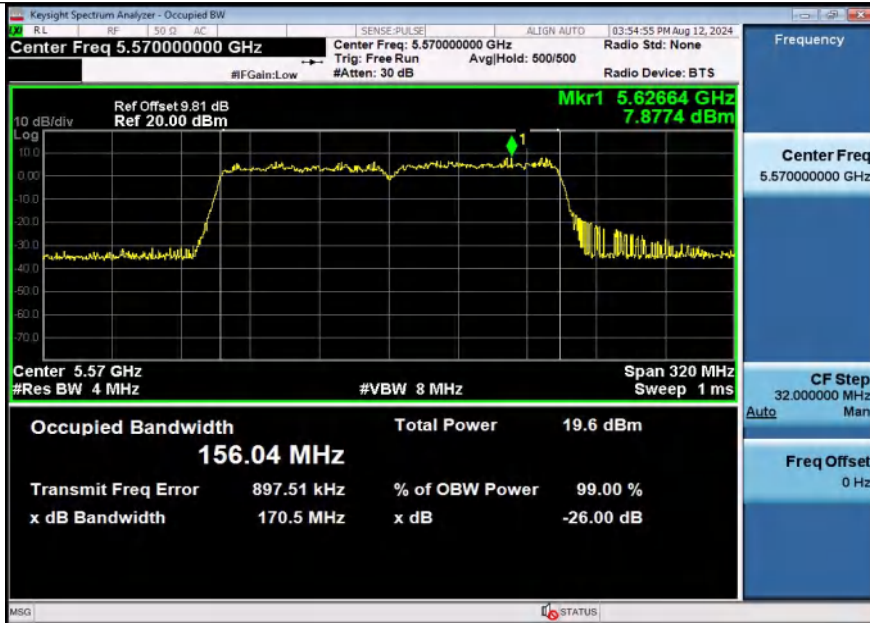 Keysight Spectrum Analyzer - Occupied BW
LXI RL RF 50 Ω AC SENSE:PULSE ALIGN AUTO 03:54:55 PM Aug 12, 2024
Center Freq 5.570000000 GHz
Center Freq: 5.570000000 GHz
Radio Std: None
Trig: Free Run Avg|Hold: 500/500
#IFGain:Low #Atten: 30 dB Radio Device: BTS
Frequency
Ref Offset 9.81 dB
10 dB/div Ref 20.00 dBm
Mkr1 5.62664 GHz
7.8774 dBm
Log
10.0
0.00
-10.0
-20.0
-30.0
-40.0
-50.0
-60.0
-70.0
1
Center 5.57 GHz Span 320 MHz
#Res BW 4 MHz #VBW 8 MHz Sweep 1 ms
Center Freq
5.570000000 GHz
CF Step
32.000000 MHz
Auto Man
Freq Offset
0 Hz
Occupied Bandwidth Total Power 19.6 dBm
156.04 MHz
Transmit Freq Error 897.51 kHz % of OBW Power 99.00 %
x dB Bandwidth 170.5 MHz x dB -26.00 dB
MSG STATUS